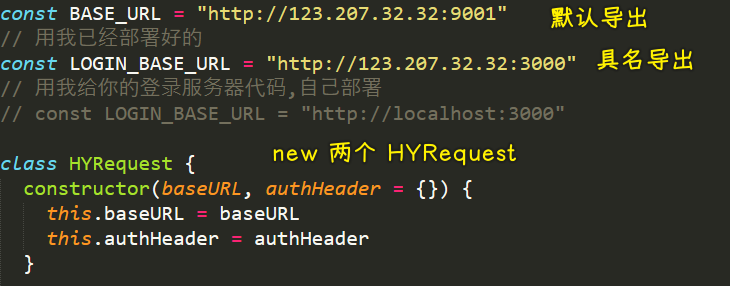 const BASE_URL = "http://123.207.32.32:9001" 默认导出
// 用我已经部署好的
const LOGIN_BASE_URL = "http://123.207.32.32:3000" 具名导出
// 用我给你的登录服务器代码,自己部署
// const LOGIN_BASE_URL = "http://localhost:3000"
new 两个 HYRequest
class HYRequest {
constructor(baseURL, authHeader = {}) {
this.baseURL = baseURL
this.authHeader = authHeader
}